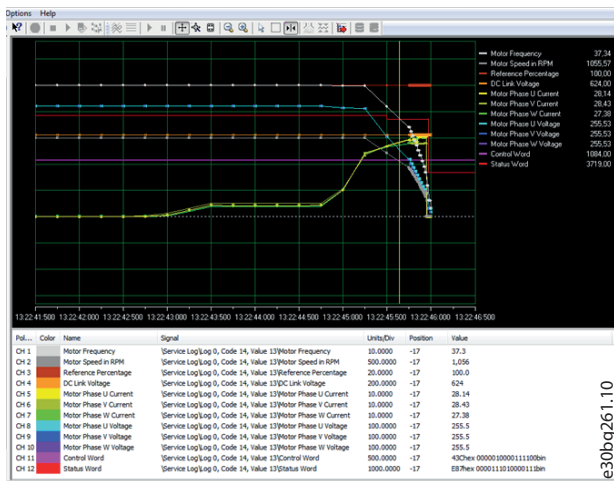 Options Help
Motor Frequency 37,34
Motor Speed in RPM 1055,57
Reference Percentage 100,00
DC Link Voltage 624,00
Motor Phase U Current 28,14
Motor Phase V Current 28,43
Motor Phase W Current 27,38
Motor Phase U Voltage 255,53
Motor Phase V Voltage 255,53
Motor Phase W Voltage 255,53
Control Word 1084,00
Status Word 3719,00
13:22:41:500 13:22:42:000 13:22:42:500 13:22:43:000 13:22:43:500 13:22:44:000 13:22:44:500 13:22:45:000 13:22:45:500 13:22:46:000 13:22:46:500
Pol... Color Name Signal Units/Div Position Value
CH 1 Motor Frequency \Service Log\Log 0, Code 14, Value 13\Motor Frequency 10.0000 -17 37.3
CH 2 Motor Speed in RPM \Service Log\Log 0, Code 14, Value 13\Motor Speed in RPM 500.0000 -17 1,056
CH 3 Reference Percentage \Service Log\Log 0, Code 14, Value 13\Reference Percentage 20.0000 -17 100.0
CH 4 DC Link Voltage \Service Log\Log 0, Code 14, Value 13\DC Link Voltage 200.0000 -17 624
CH 5 Motor Phase U Current \Service Log\Log 0, Code 14, Value 13\Motor Phase U Current 10.0000 -17 28.14
CH 6 Motor Phase V Current \Service Log\Log 0, Code 14, Value 13\Motor Phase V Current 10.0000 -17 28.43
CH 7 Motor Phase W Current \Service Log\Log 0, Code 14, Value 13\Motor Phase W Current 10.0000 -17 27.38
CH 8 Motor Phase U Voltage \Service Log\Log 0, Code 14, Value 13\Motor Phase U Voltage 100.0000 -17 255.5
CH 9 Motor Phase V Voltage \Service Log\Log 0, Code 14, Value 13\Motor Phase V Voltage 100.0000 -17 255.5
CH 10 Motor Phase W Voltage \Service Log\Log 0, Code 14, Value 13\Motor Phase W Voltage 100.0000 -17 255.5
CH 11 Control Word \Service Log\Log 0, Code 14, Value 13\Control Word 500.0000 -17 43Chex 0000010000111100bin
CH 12 Status Word \Service Log\Log 0, Code 14, Value 13\Status Word 1000.0000 -17 E87hex 0000111010000111bin
e30bq261.10